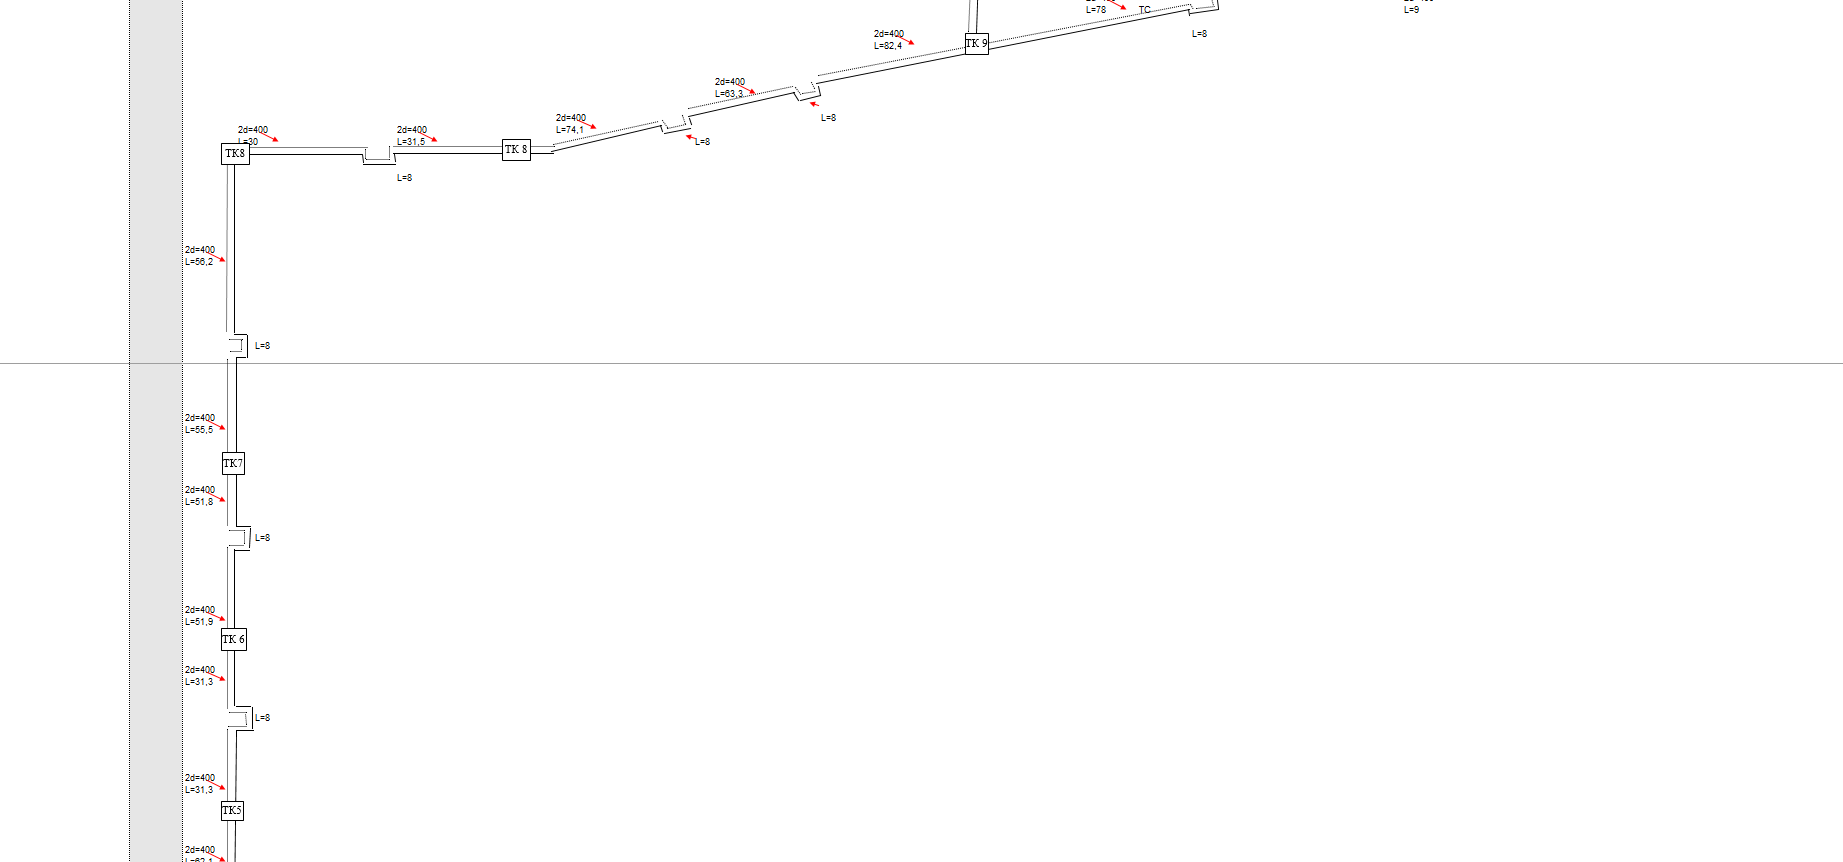 L=78
TC
L=9
2d=400
L=82,4
TK 9
L=8
2d=400
L=63,3
2d=400
L=74,1
L=8
2d=400
L=30
2d=400
L=31,5
L=8
TK8
TK 8
L=8
2d=400
L=56,2
L=8
2d=400
L=55,5
TK7
2d=400
L=51,8
L=8
2d=400
L=51,9
TK 6
2d=400
L=31,3
L=8
2d=400
L=31,3
TK5
2d=400